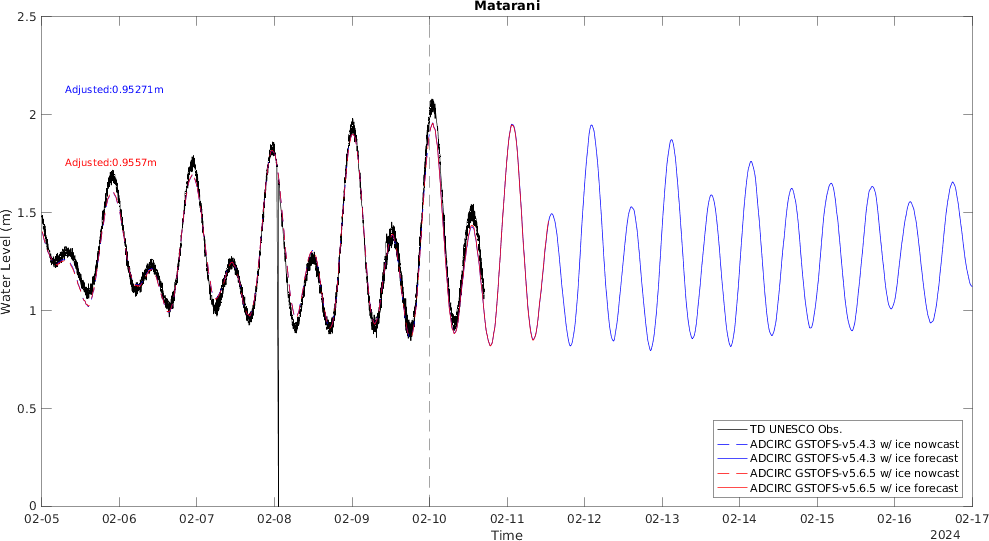 Matarani
2.5
2
1.5
1
0.5
0
Water Level (m)
Adjusted:0.95271m
Adjusted:0.9557m
TD UNESCO Obs.
ADCIRC GSTOFS-v5.4.3 w/ ice nowcast
ADCIRC GSTOFS-v5.4.3 w/ ice forecast
ADCIRC GSTOFS-v5.6.5 w/ ice nowcast
ADCIRC GSTOFS-v5.6.5 w/ ice forecast
02-05 02-06 02-07 02-08 02-09 02-10 02-11 02-12 02-13 02-14 02-15 02-16 02-17
Time
2024